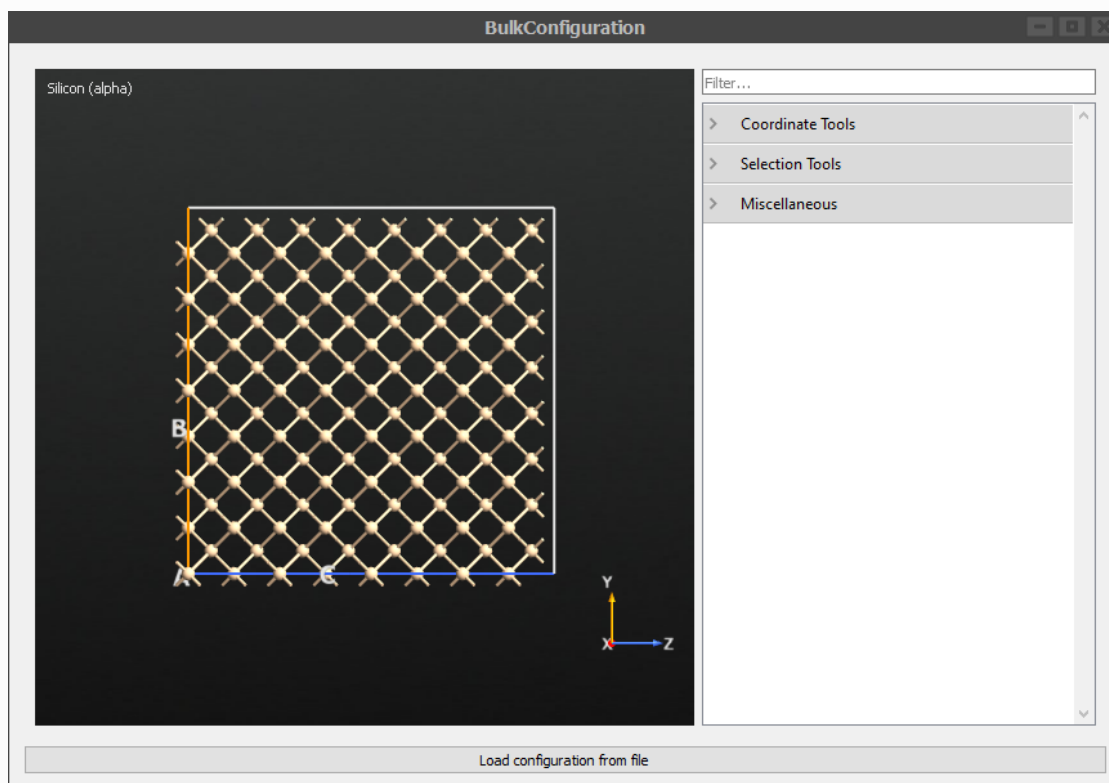 BulkConfiguration
Silicon (alpha)
Filter...
Coordinate Tools
Selection Tools
Miscellaneous
B
A
C
Y
X
Z
Load configuration from file